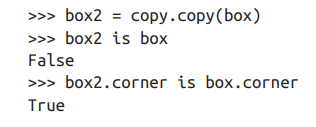 >>> box2 = copy.copy(box)
>>> box2 is box
False
>>> box2.corner is box.corner
True